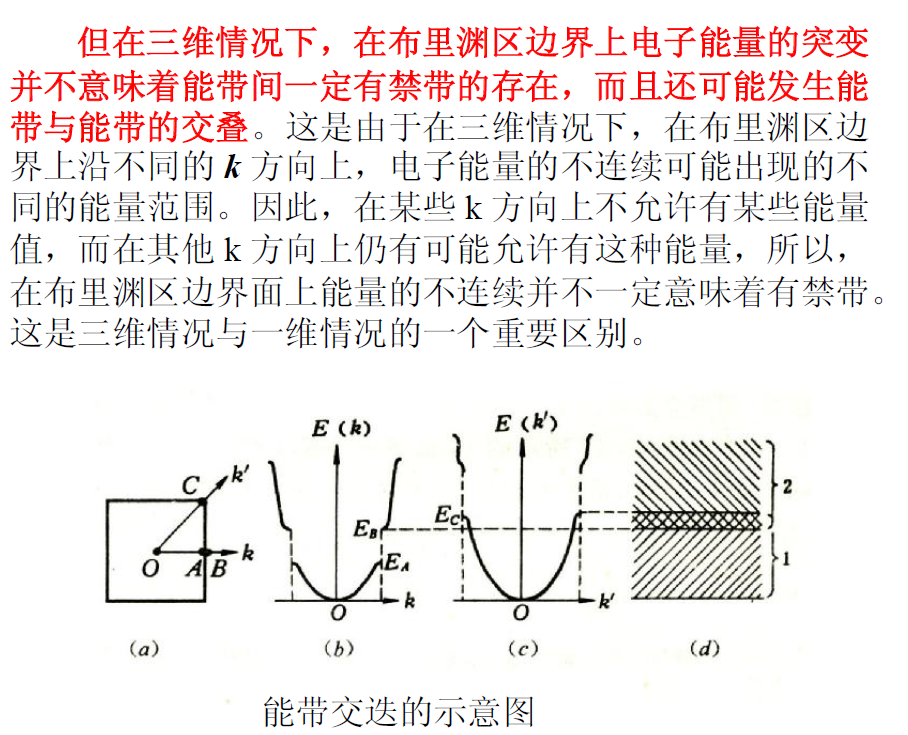 但在三维情况下，在布里渊区边界上电子能量的突变
并不意味着能带间一定有禁带的存在，而且还可能发生能
带与能带的交叠。这是由于在三维情况下，在布里渊区边
界上沿不同的 k 方向上，电子能量的不连续可能出现的不
同的能量范围。因此，在某些 k 方向上不允许有某些能量
值，而在其他 k 方向上仍有可能允许有这种能量，所以，
在布里渊区边界面上能量的不连续并不一定意味着有禁带。
这是三维情况与一维情况的一个重要区别。
C k′
O A B k
(a)
E (k)
E_B
E_A
O k
(b)
E (k′)
E_C
O k′
(c)
2
1
(d)
能带交迭的示意图